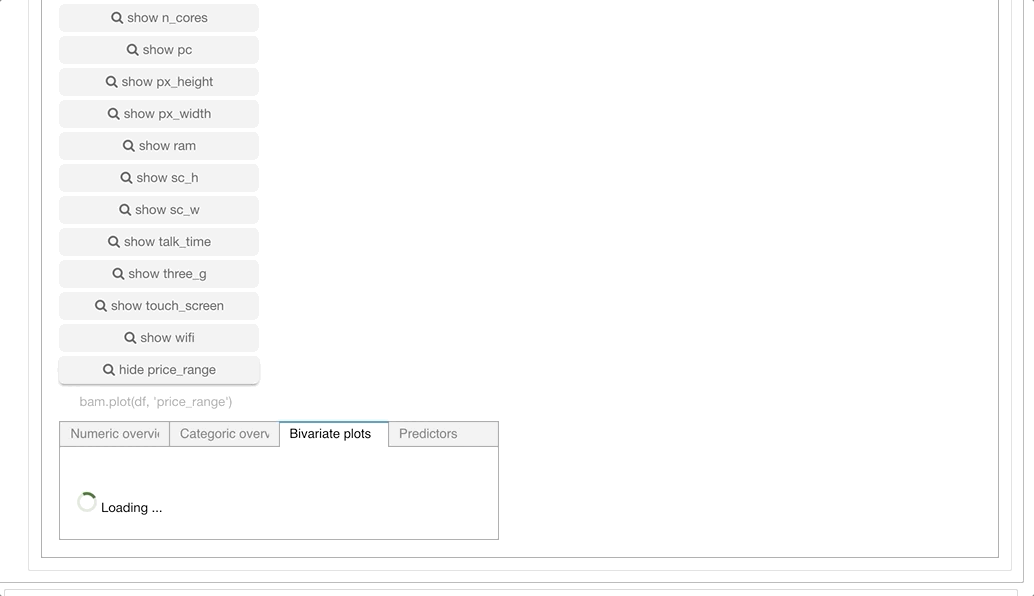 show n_cores
show pc
show px_height
show px_width
show ram
show sc_h
show sc_w
show talk_time
show three_g
show touch_screen
show wifi
hide price_range
bam.plot(df, 'price_range')
Numeric overvi Categoric overv Bivariate plots Predictors
Loading ...